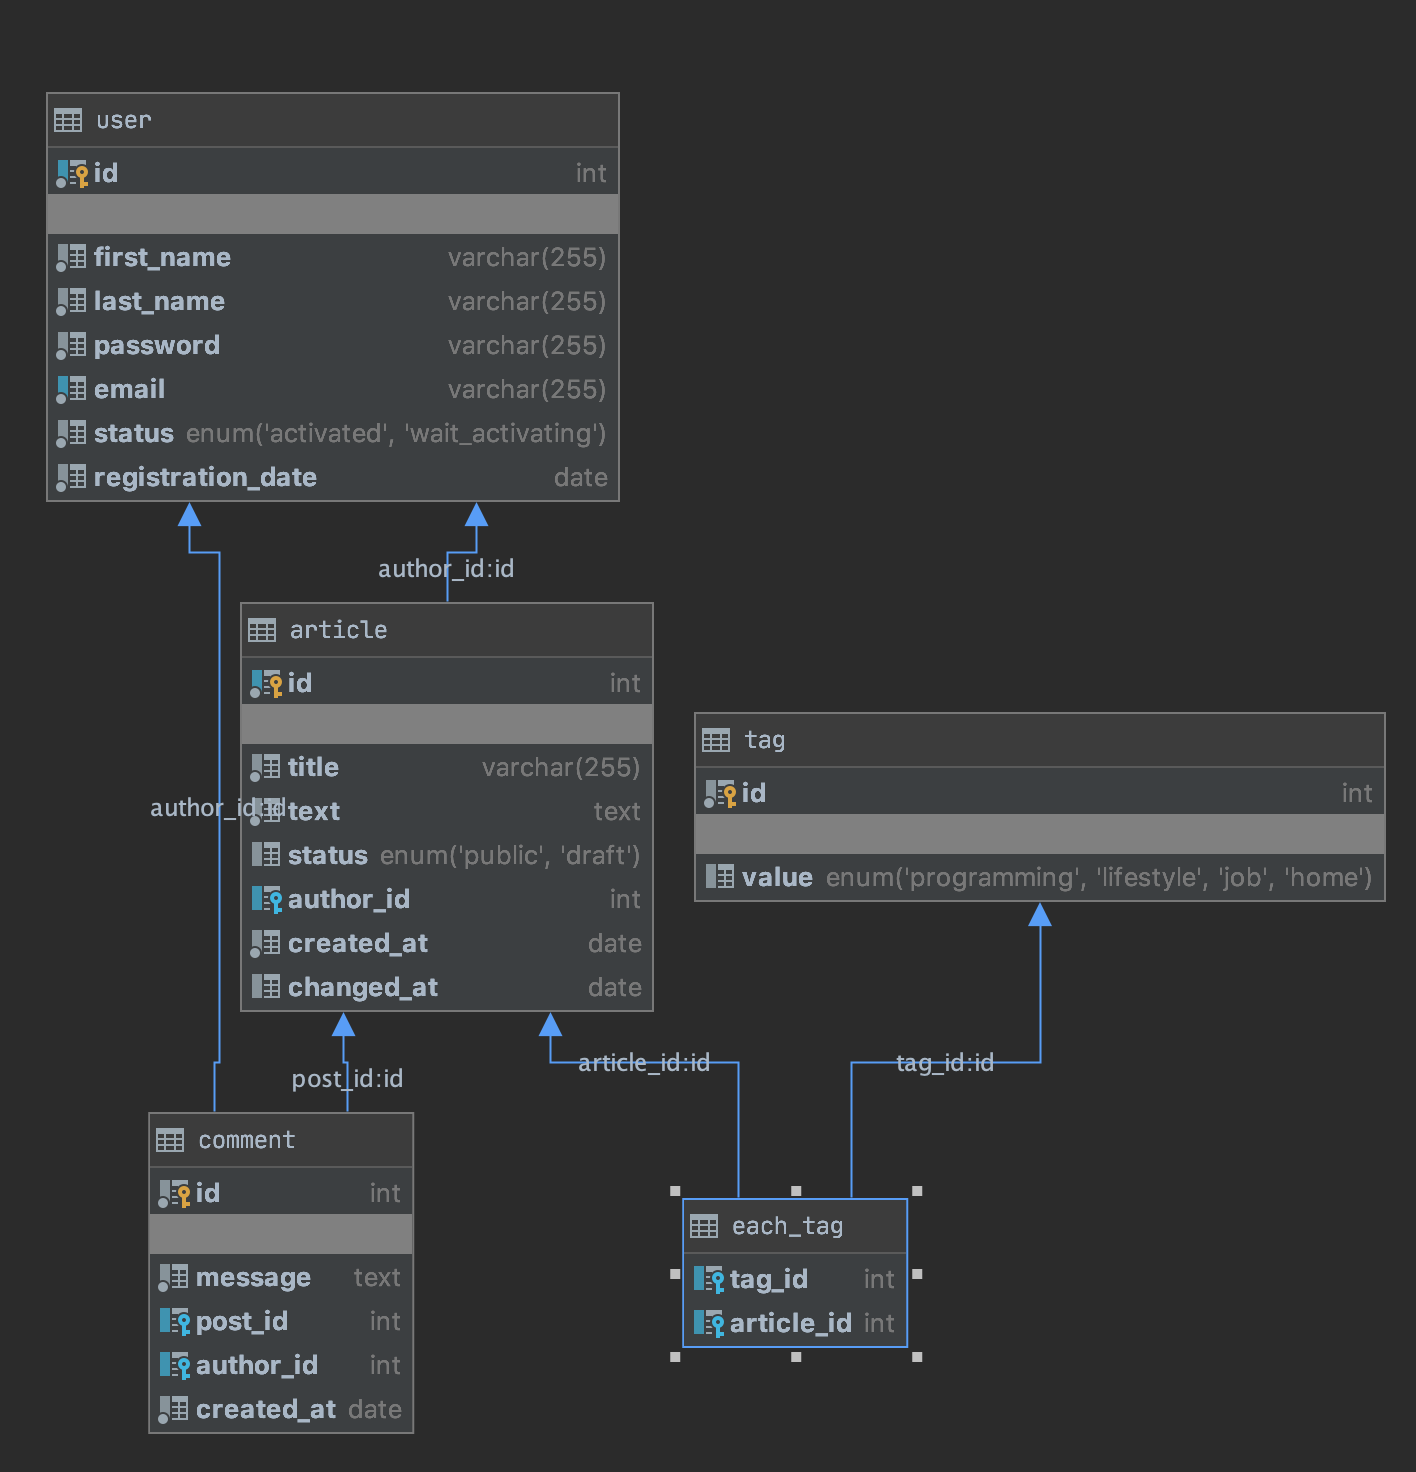 user
id int
first_name varchar(255)
last_name varchar(255)
password varchar(255)
email varchar(255)
status enum('activated', 'wait_activating')
registration_date date
author_id:id
article
id int
title varchar(255)
text text
status enum('public', 'draft')
author_id int
created_at date
changed_at date
author_id:id
tag
id int
value enum('programming', 'lifestyle', 'job', 'home')
post_id:id
article_id:id
tag_id:id
comment
id int
message text
post_id int
author_id int
created_at date
each_tag
tag_id int
article_id int